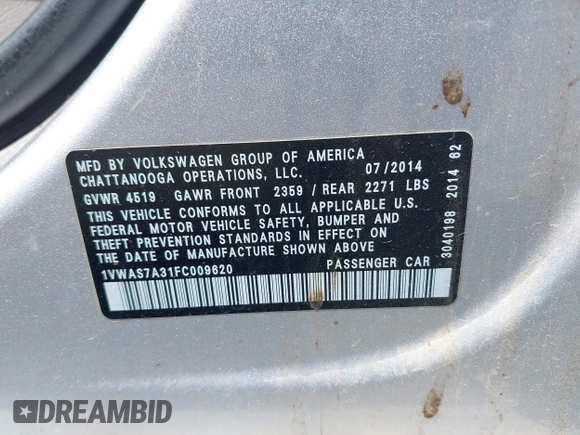 MFD BY VOLKSWAGEN GROUP OF AMERICA
CHATTANOOGA OPERATIONS, LLC. 07/2014
GVWR 4519 GAWR FRONT 2359 / REAR 2271 LBS
THIS VEHICLE CONFORMS TO ALL APPLICABLE U.S.
FEDERAL MOTOR VEHICLE SAFETY, BUMPER AND
THEFT PREVENTION STANDARDS IN EFFECT ON
THE DATE OF MANUFACTURE SHOWN ABOVE
1VWAS7A31FC009620 PASSENGER CAR
3040198 2014 62
DREAMBID